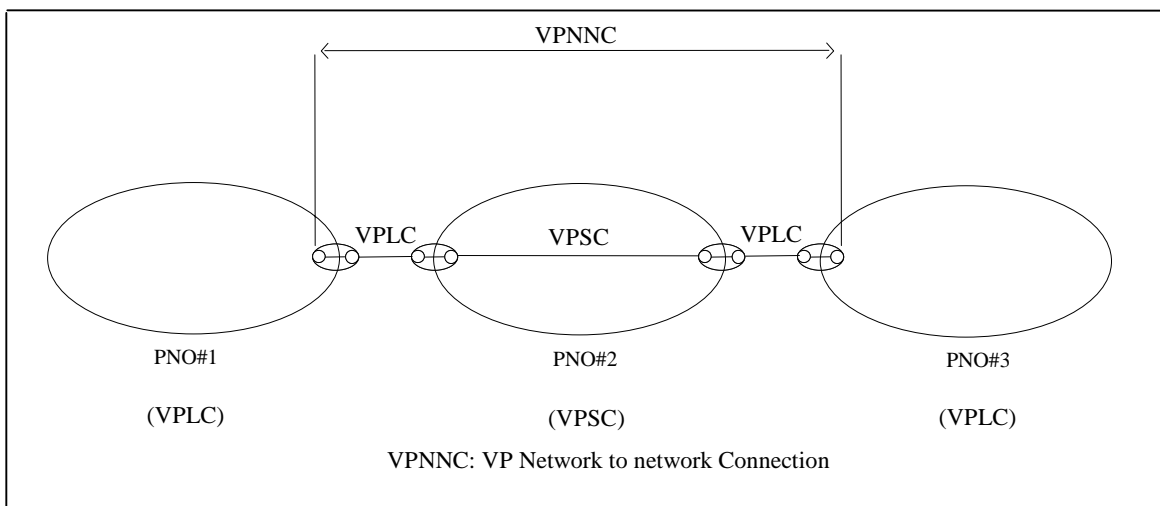 VPNNC
VPLC VPSC VPLC
PNO#1 PNO#2 PNO#3
(VPLC) (VPSC) (VPLC)
VPNNC: VP Network to network Connection